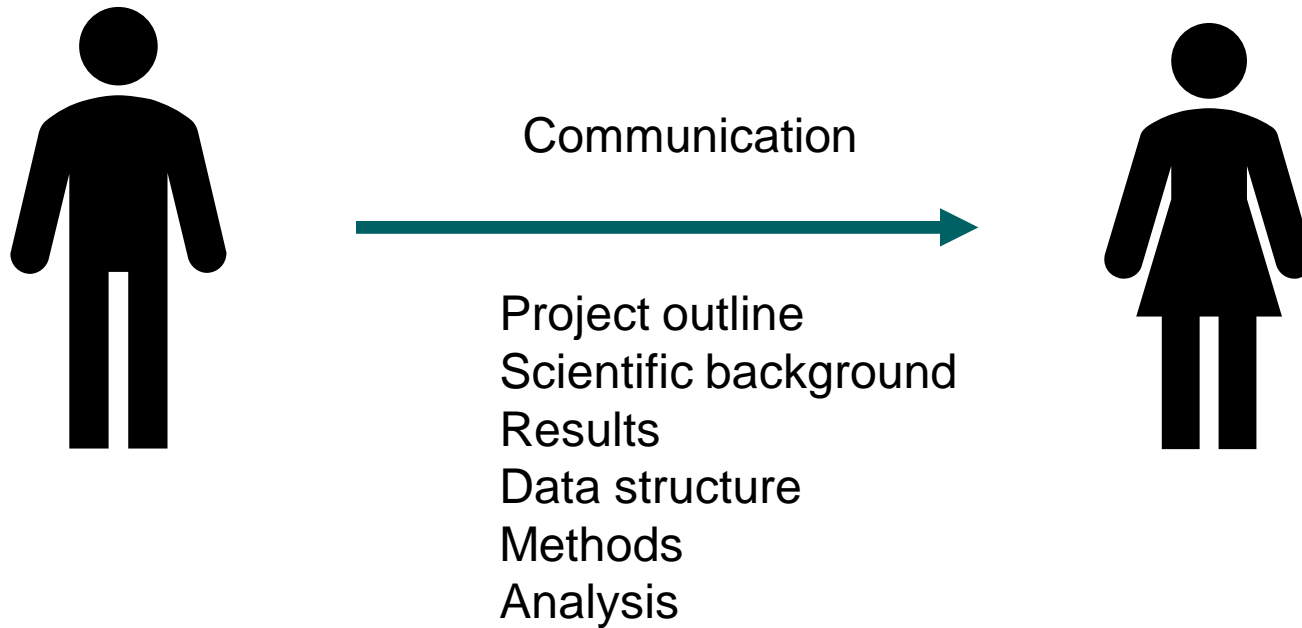 Communication
Project outline
Scientific background
Results
Data structure
Methods
Analysis